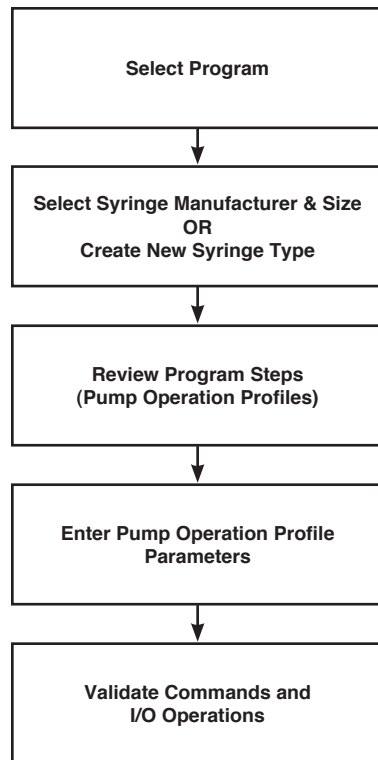 Select Program
Select Syringe Manufacturer & Size
OR
Create New Syringe Type
Review Program Steps
(Pump Operation Profiles)
Enter Pump Operation Profile
Parameters
Validate Commands and
I/O Operations